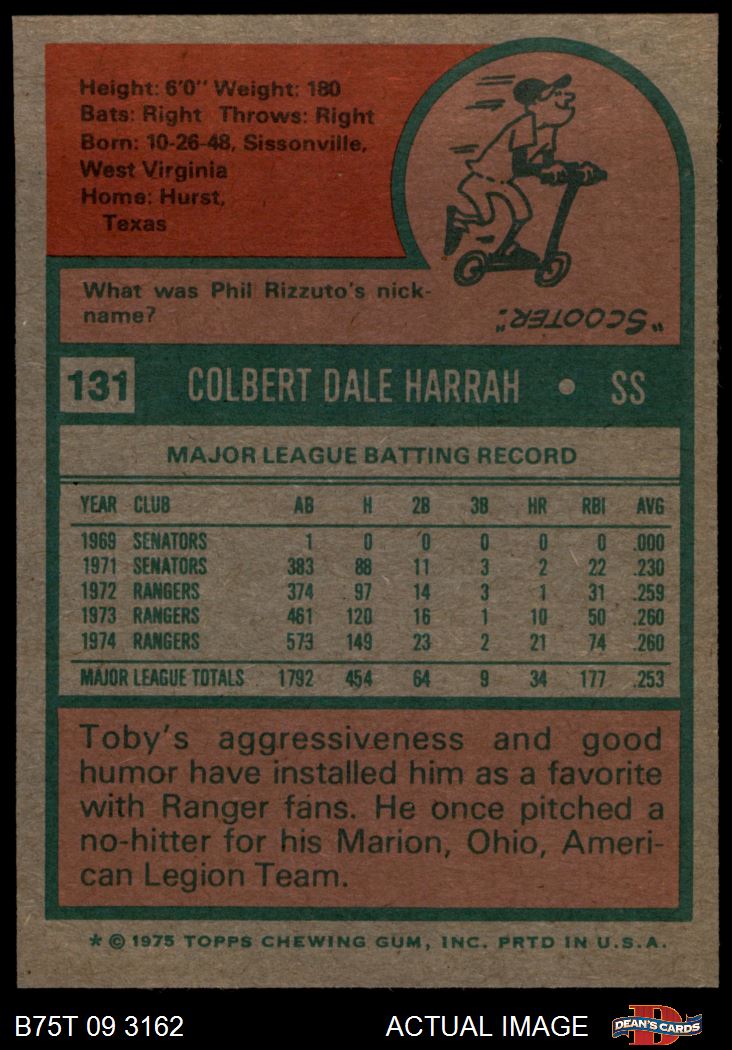 Height: 6'0" Weight: 180
Bats: Right Throws: Right
Born: 10-26-48, Sissonville,
West Virginia
Home: Hurst,
Texas
What was Phil Rizzuto's nick-
name?
"SCOOTER."
131 COLBERT DALE HARRAH • SS
MAJOR LEAGUE BATTING RECORD
YEAR CLUB AB H 2B 3B HR RBI AVG
1969 SENATORS 1 0 0 0 0 0 .000
1971 SENATORS 383 88 11 3 2 22 .230
1972 RANGERS 374 97 14 3 1 31 .259
1973 RANGERS 461 120 16 1 10 50 .260
1974 RANGERS 573 149 23 2 21 74 .260
MAJOR LEAGUE TOTALS 1792 454 64 9 34 177 .253
Toby's aggressiveness and good
humor have installed him as a favorite
with Ranger fans. He once pitched a
no-hitter for his Marion, Ohio, Ameri-
can Legion Team.
* © 1975 TOPPS CHEWING GUM, INC. PRTD IN U.S.A.
B75T 09 3162 ACTUAL IMAGE
D
DEAN'S CARDS